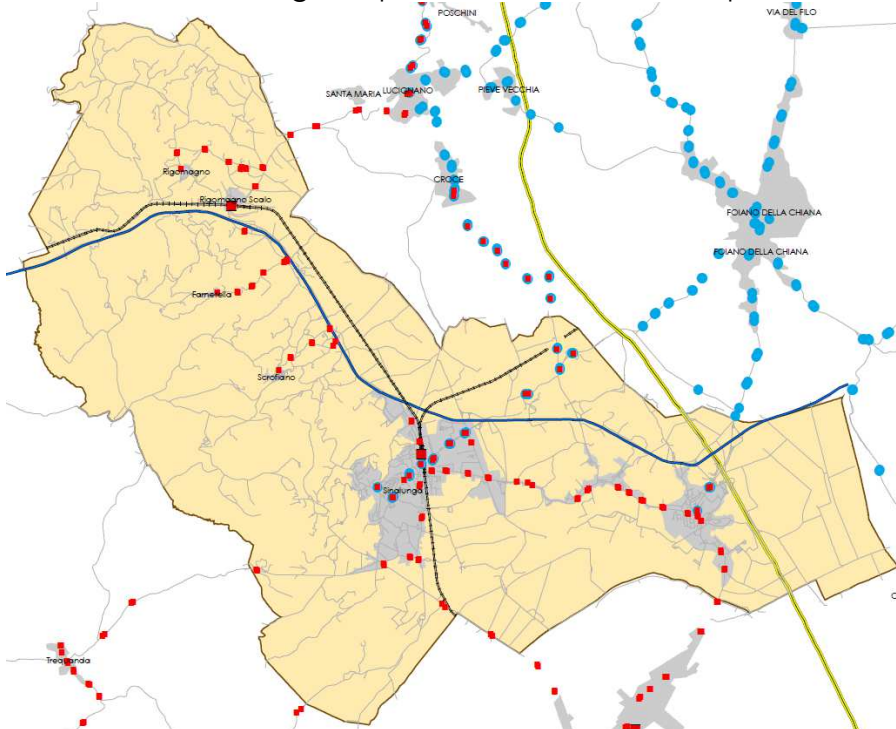 POSCHINI
VIA DEL FILO
SANTA MARIA
LUCIGNANO
PIEVE VECCHIA
Rigomagno
CROCE
Rigomagno Scalo
FOIANO DELLA CHIANA
FOIANO DELLA CHIANA
Farnetella
Scrofiano
Sinalunga
Trequanda